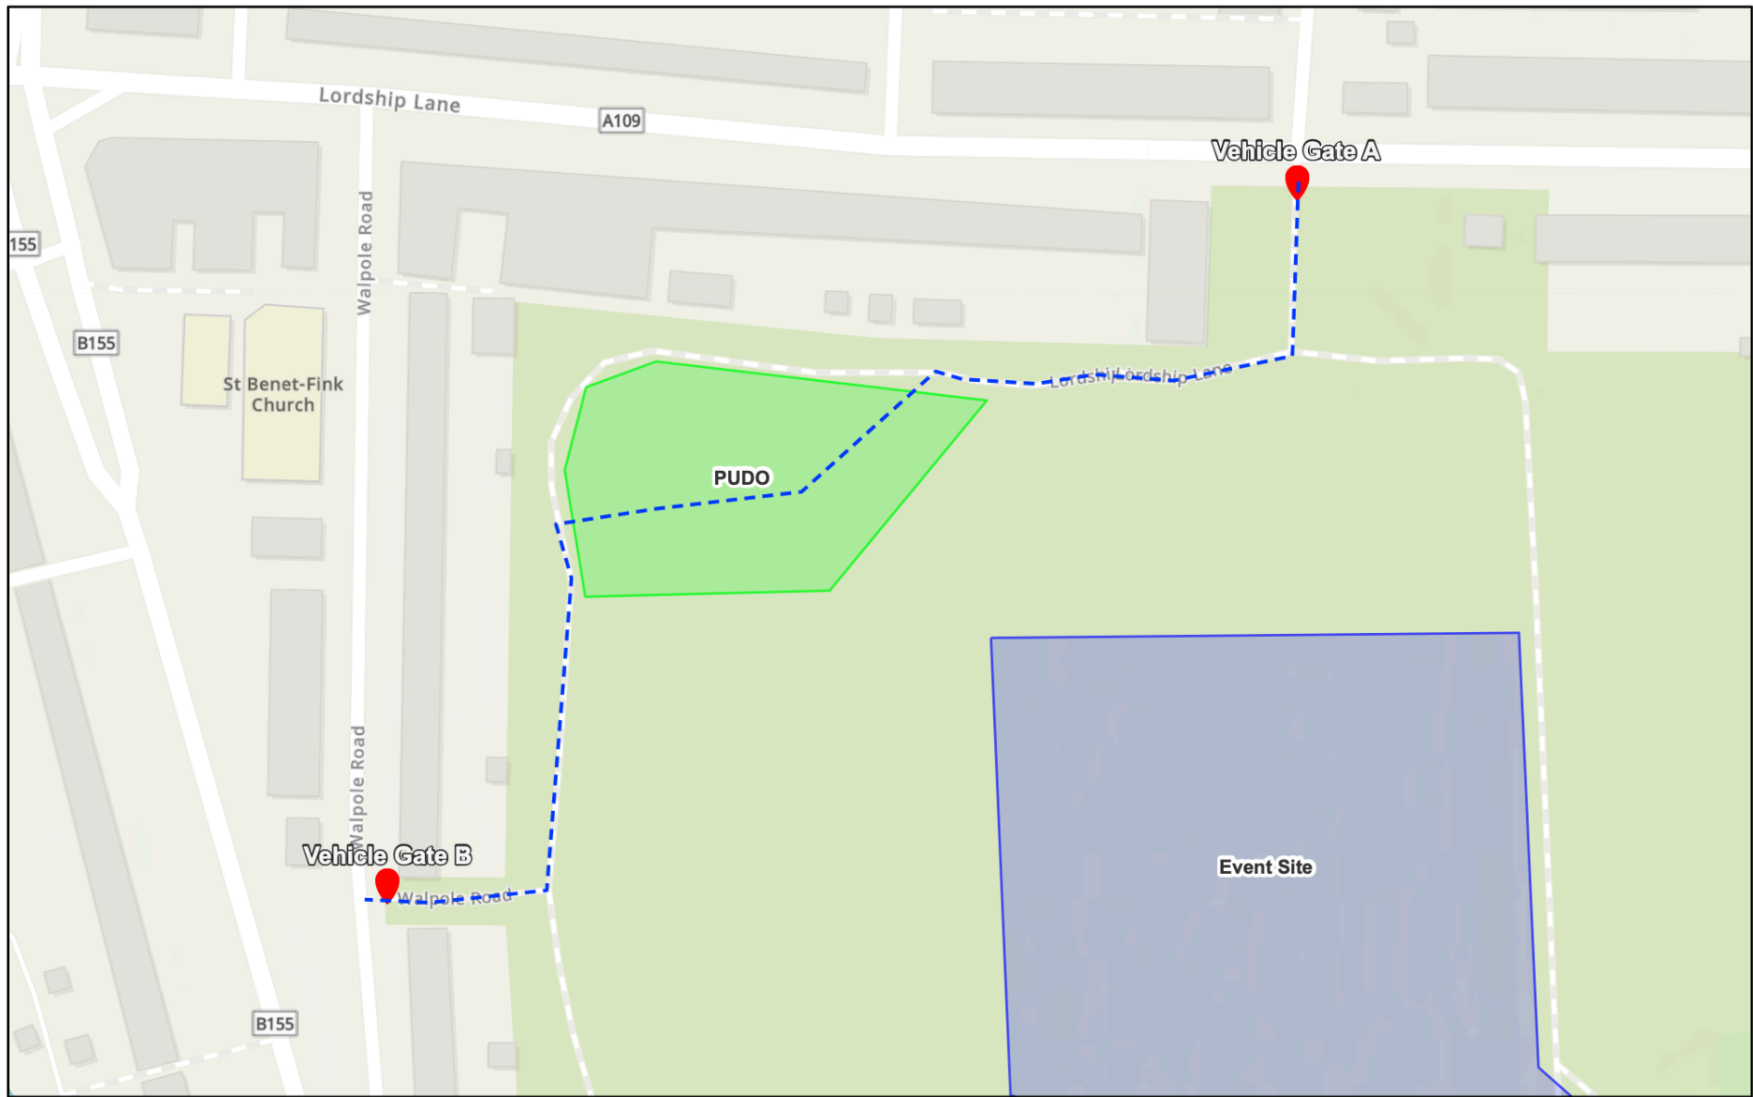 Lordship Lane
A109
Vehicle Gate A
Walpole Road
155
B155
St Benet-Fink
Church
Lordship Lane
PUDO
Walpole Road
Vehicle Gate B
Walpole Road
Event Site
B155